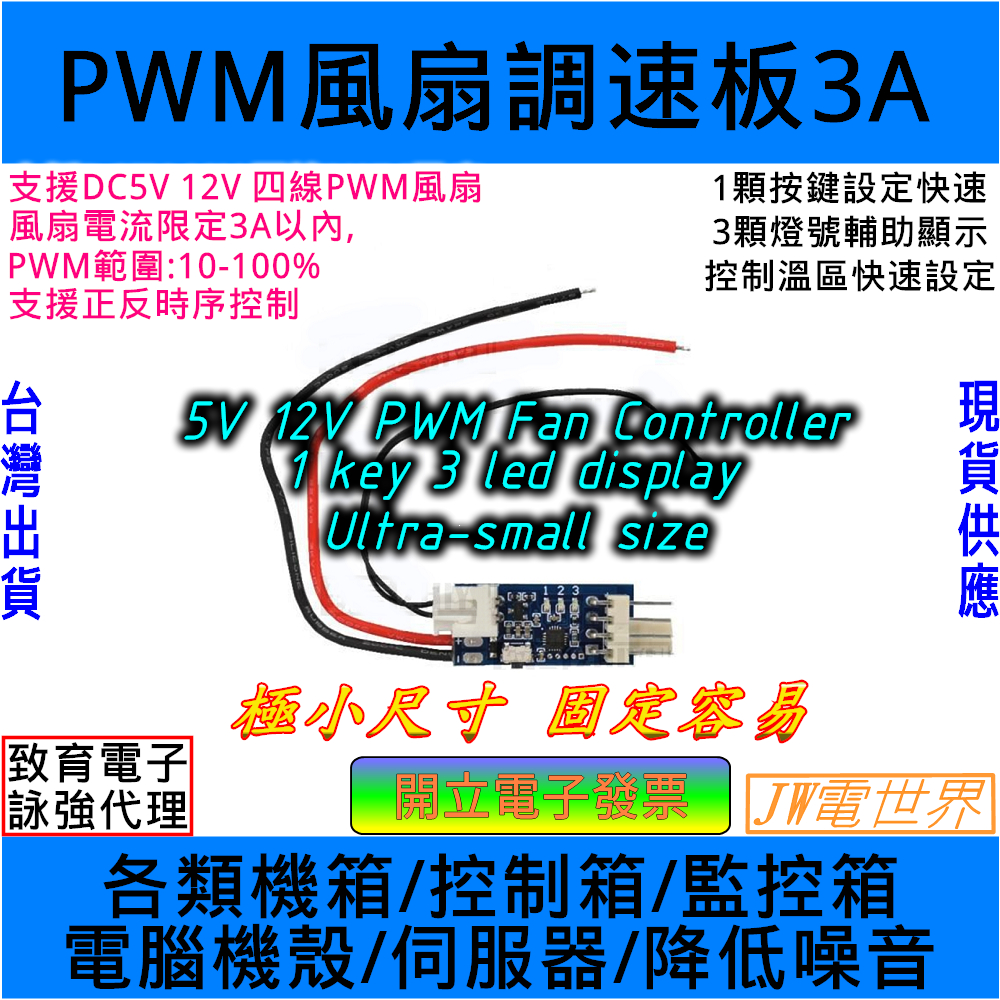 PWM風扇調速板3A
支援DC5V 12V 四線PWM風扇
風扇電流限定3A以內,
PWM範圍:10-100%
支援正反時序控制
1顆按鍵設定快速
3顆燈號輔助顯示
控制溫區快速設定
台灣出貨
現貨供應
5V 12V PWM Fan Controller
1 key 3 led display
Ultra-small size
1 2 3
+
-
極小尺寸 固定容易
致育電子
詠強代理
開立電子發票
JW電世界
各類機箱/控制箱/監控箱
電腦機殼/伺服器/降低噪音